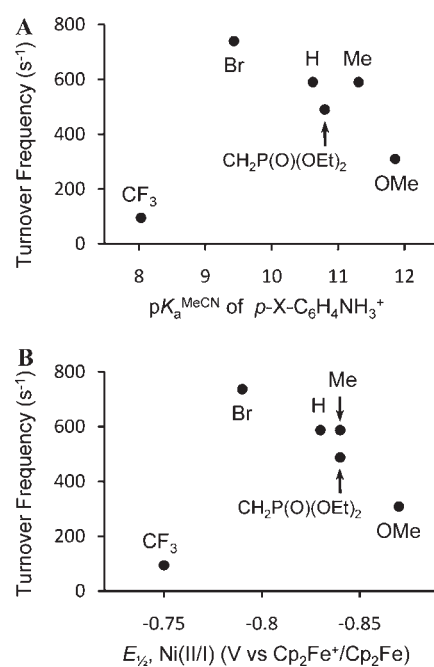 A
Turnover Frequency (s⁻¹)
800
600
400
200
0
Br
H
Me
CH₂P(O)(OEt)₂
CF₃
OMe
8 9 10 11 12
pKₐᴹᵉCN of p-X-C₆H₄NH₃⁺
B
Turnover Frequency (s⁻¹)
800
600
400
200
0
Me
Br
H
CH₂P(O)(OEt)₂
CF₃
OMe
-0.75 -0.8 -0.85
E½, Ni(II/I) (V vs Cp₂Fe⁺/Cp₂Fe)